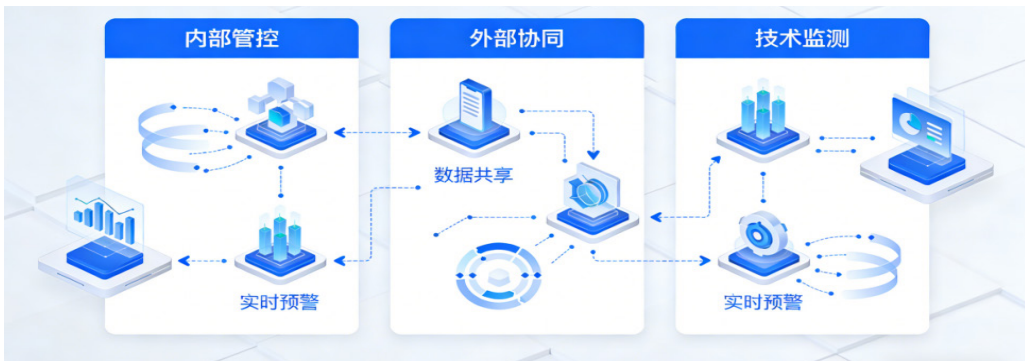 内部管控
外部协同
技术监测
数据共享
实时预警
实时预警